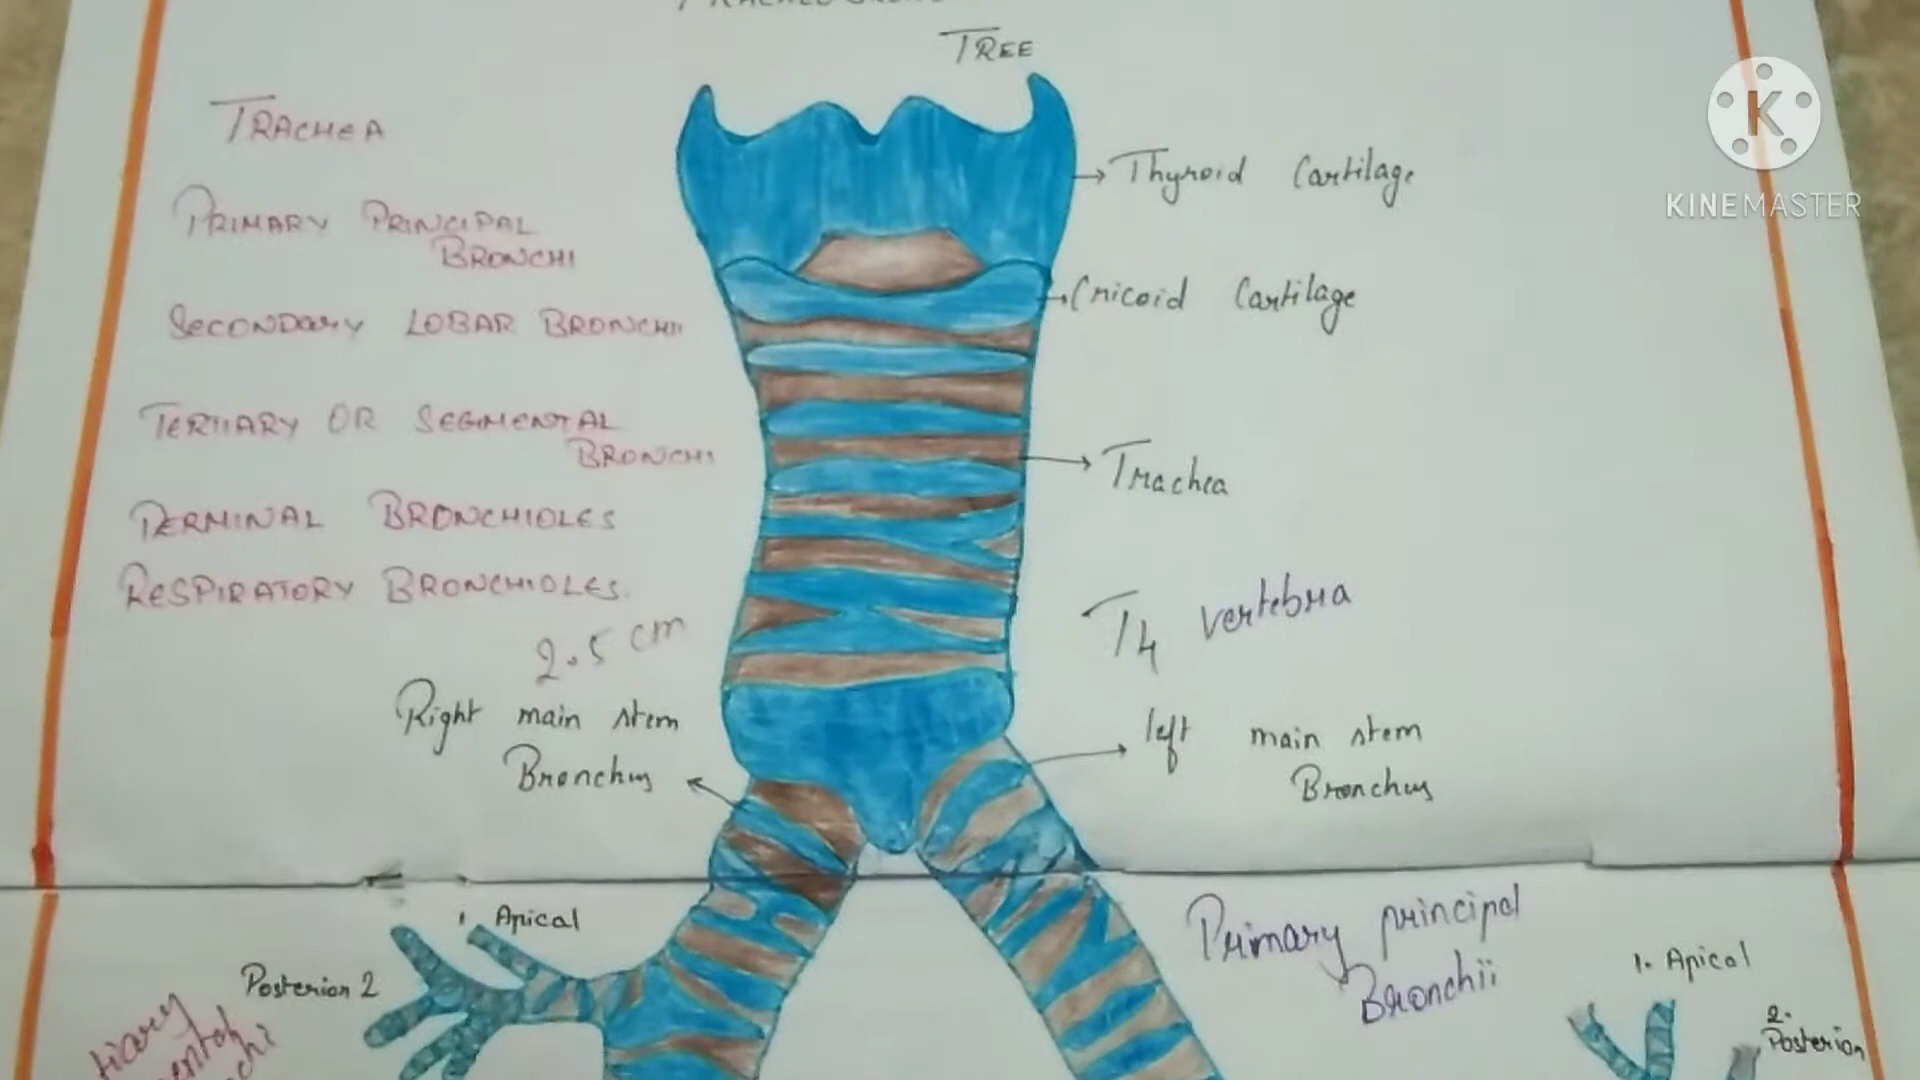 TREE
TRACHEA
PRIMARY PRINCIPAL
BRONCHI
SECONDARY LOBAR BRONCHII
TERTIARY OR SEGMENTAL
BRONCHI
TERMINAL BRONCHIOLES
RESPIRATORY BRONCHIOLES.
2.5 cm
Right main stem
Bronchus
Thyroid Cartilage
Cricoid Cartilage
Trachea
T4 vertebra
left main stem
Bronchus
Primary principal
Bronchii
1. Apical
Posterior 2
1. Apical
2.
Posterior
K
KINEMASTER